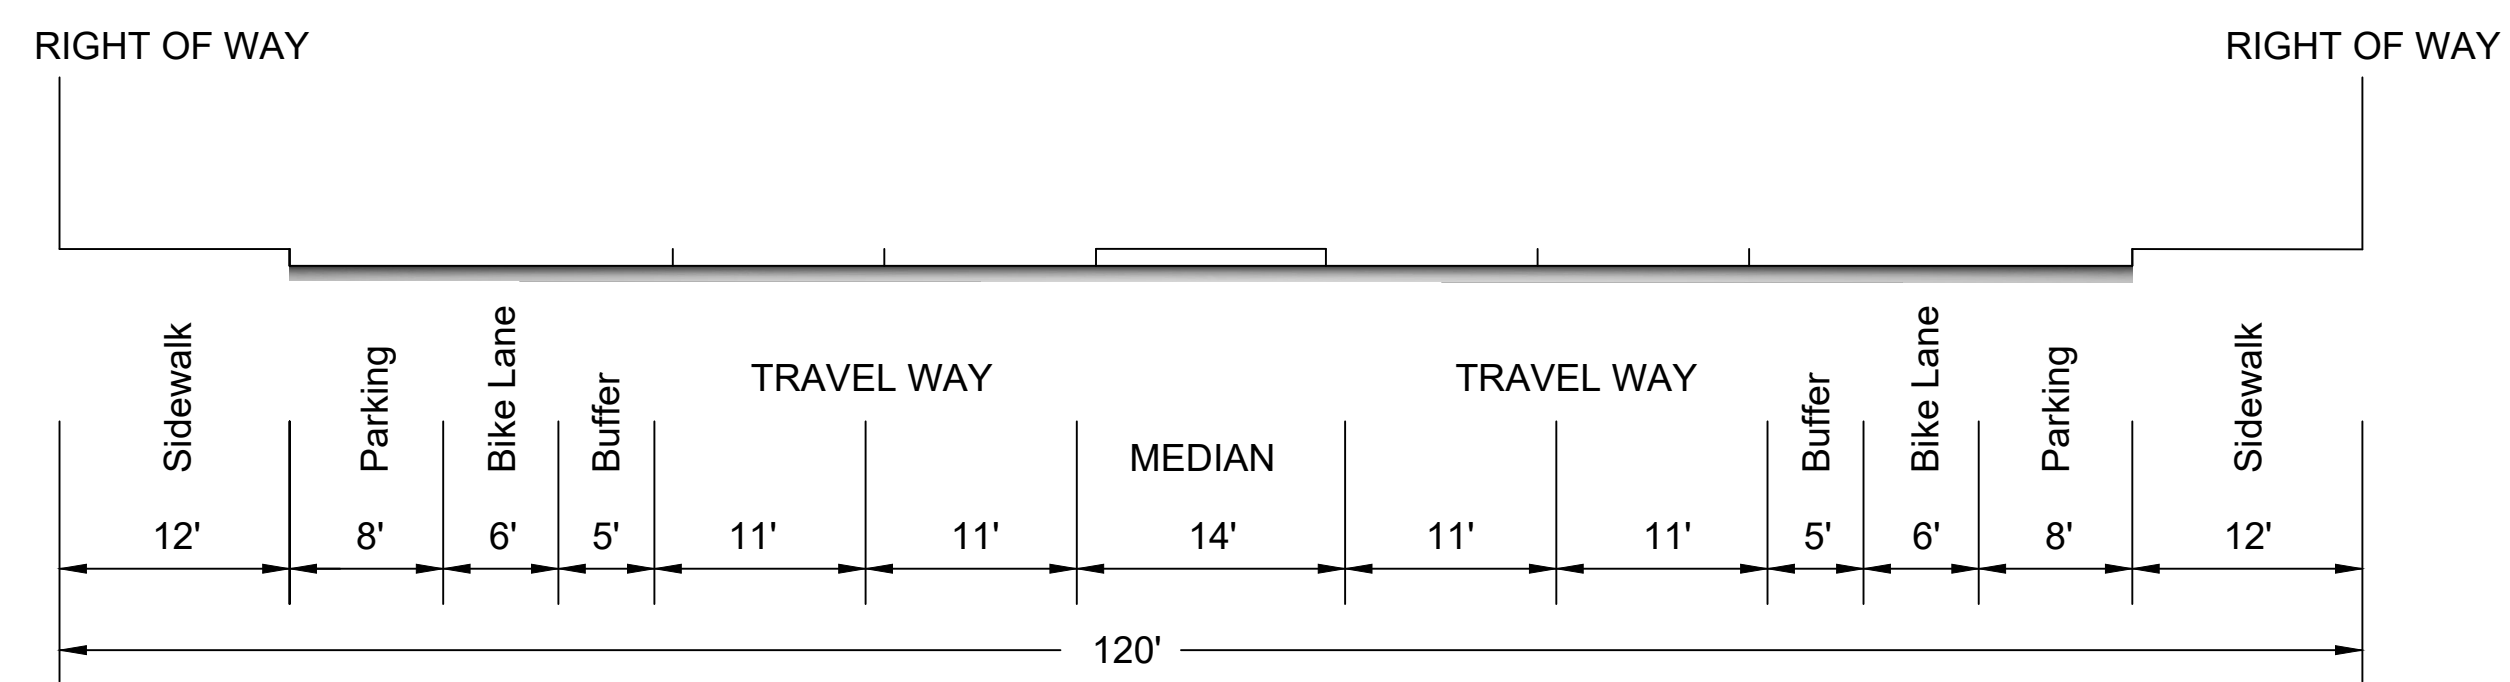 RIGHT OF WAY
RIGHT OF WAY
Sidewalk
Parking
Bike Lane
Buffer
TRAVEL WAY
MEDIAN
TRAVEL WAY
Buffer
Bike Lane
Parking
Sidewalk
12'
8'
6'
5'
11'
11'
14'
11'
11'
5'
6'
8'
12'
120'